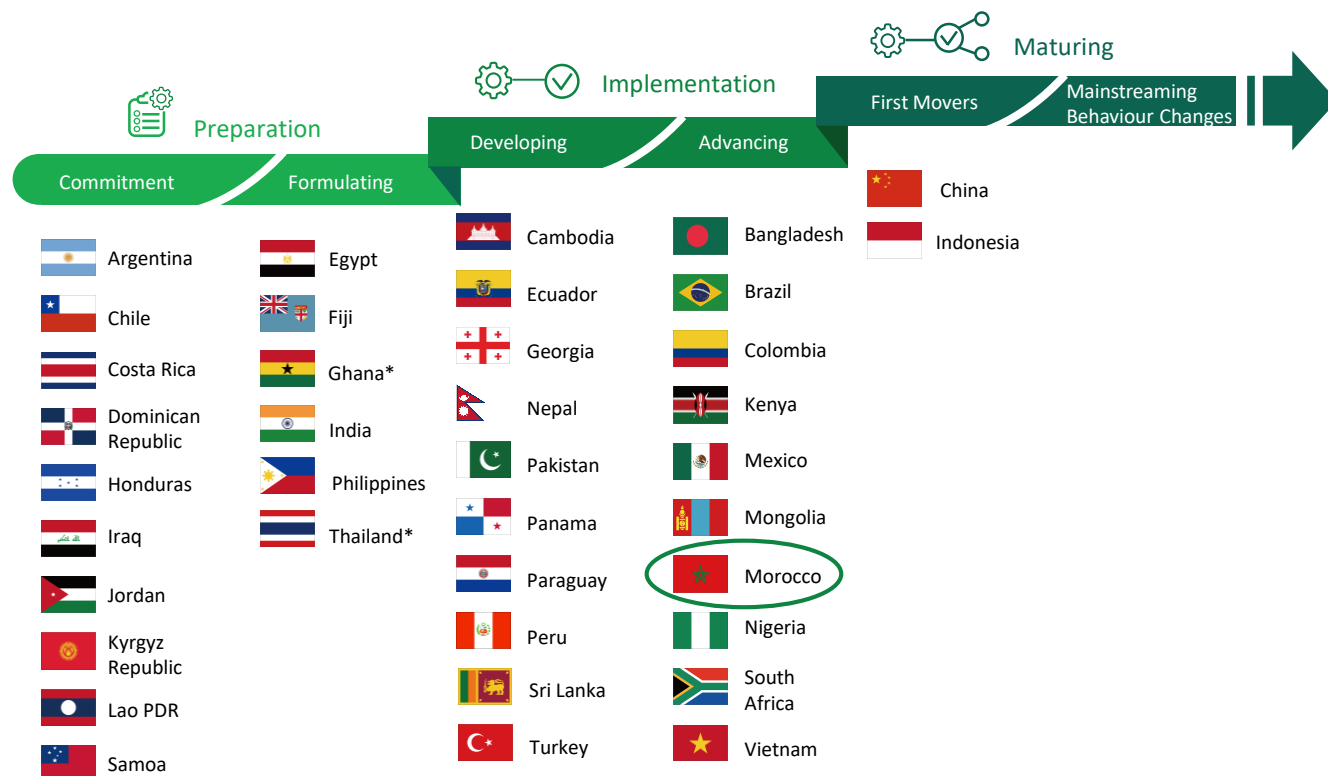 Preparation
Commitment
Formulating
Argentina
Chile
Costa Rica
Dominican
Republic
Honduras
Iraq
Jordan
Kyrgyz
Republic
Lao PDR
Samoa
Egypt
Fiji
Ghana*
India
Philippines
Thailand*
Implementation
Developing
Advancing
Cambodia
Ecuador
Georgia
Nepal
Pakistan
Panama
Paraguay
Peru
Sri Lanka
Turkey
Bangladesh
Brazil
Colombia
Kenya
Mexico
Mongolia
Morocco
Nigeria
South
Africa
Vietnam
Maturing
First Movers
Mainstreaming
Behaviour Changes
China
Indonesia